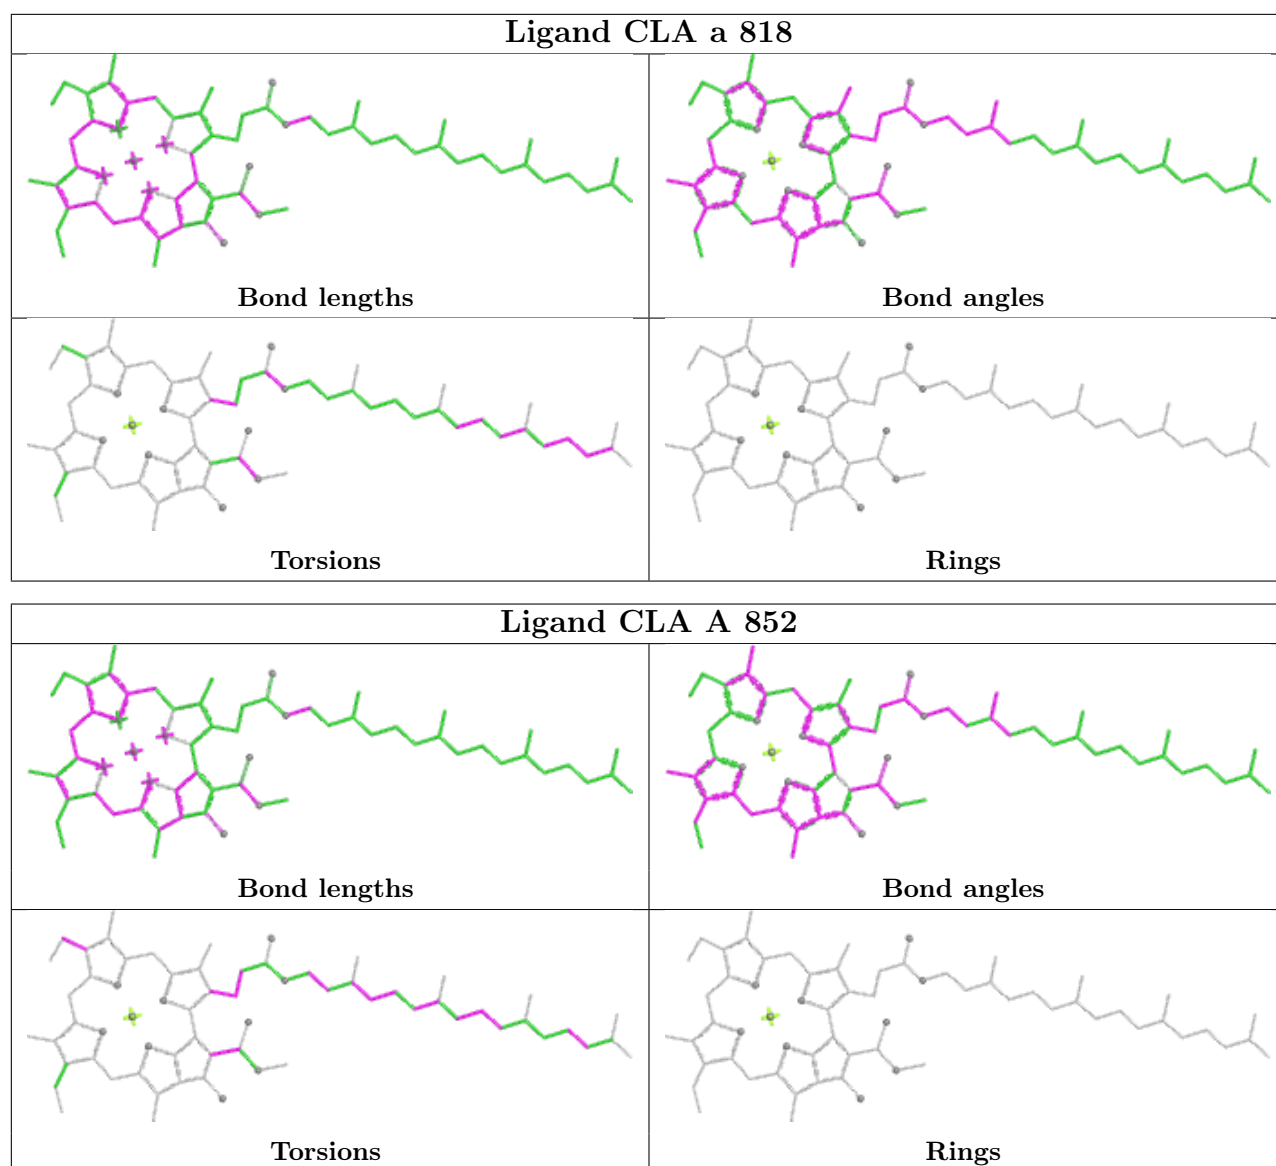 Ligand CLA a 818
Bond lengths
Bond angles
Torsions
Rings
Ligand CLA A 852
Bond lengths
Bond angles
Torsions
Rings